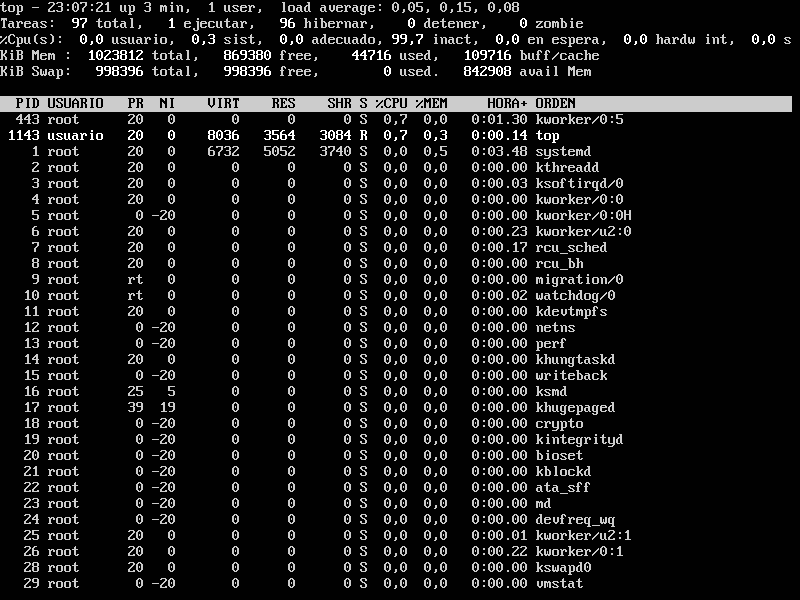 top - 23:07:21 up 3 min,  1 user,  load average: 0,05, 0,15, 0,08
Tareas:  97 total,   1 ejecutar,  96 hibernar,   0 detener,   0 zombie
%Cpu(s):  0,0 usuario,  0,3 sist,  0,0 adecuado, 99,7 inact,  0,0 en espera,  0,0 hardw int,  0,0 s
KiB Mem :  1023812 total,   869380 free,    44716 used,   109716 buff/cache
KiB Swap:   998396 total,   998396 free,        0 used.   842908 avail Mem
PID USUARIO   PR  NI    VIRT    RES    SHR S %CPU %MEM     HORA+ ORDEN
443 root      20   0       0      0      0 S  0,7  0,0   0:01.30 kworker/0:5
1143 usuario   20   0    8036   3564   3084 R  0,7  0,3   0:00.14 top
1 root      20   0    6732   5052   3740 S  0,0  0,5   0:03.48 systemd
2 root      20   0       0      0      0 S  0,0  0,0   0:00.00 kthreadd
3 root      20   0       0      0      0 S  0,0  0,0   0:00.03 ksoftirqd/0
4 root      20   0       0      0      0 S  0,0  0,0   0:00.00 kworker/0:0
5 root       0 -20       0      0      0 S  0,0  0,0   0:00.00 kworker/0:0H
6 root      20   0       0      0      0 S  0,0  0,0   0:00.23 kworker/u2:0
7 root      20   0       0      0      0 S  0,0  0,0   0:00.17 rcu_sched
8 root      20   0       0      0      0 S  0,0  0,0   0:00.00 rcu_bh
9 root      rt   0       0      0      0 S  0,0  0,0   0:00.00 migration/0
10 root      rt   0       0      0      0 S  0,0  0,0   0:00.02 watchdog/0
11 root      20   0       0      0      0 S  0,0  0,0   0:00.00 kdevtmpfs
12 root       0 -20       0      0      0 S  0,0  0,0   0:00.00 netns
13 root       0 -20       0      0      0 S  0,0  0,0   0:00.00 perf
14 root      20   0       0      0      0 S  0,0  0,0   0:00.00 khungtaskd
15 root       0 -20       0      0      0 S  0,0  0,0   0:00.00 writeback
16 root      25   5       0      0      0 S  0,0  0,0   0:00.00 ksmd
17 root      39  19       0      0      0 S  0,0  0,0   0:00.00 khugepaged
18 root       0 -20       0      0      0 S  0,0  0,0   0:00.00 crypto
19 root       0 -20       0      0      0 S  0,0  0,0   0:00.00 kintegrityd
20 root       0 -20       0      0      0 S  0,0  0,0   0:00.00 bioset
21 root       0 -20       0      0      0 S  0,0  0,0   0:00.00 kblockd
22 root       0 -20       0      0      0 S  0,0  0,0   0:00.00 ata_sff
23 root       0 -20       0      0      0 S  0,0  0,0   0:00.00 md
24 root       0 -20       0      0      0 S  0,0  0,0   0:00.00 devfreq_wq
25 root      20   0       0      0      0 S  0,0  0,0   0:00.01 kworker/u2:1
26 root      20   0       0      0      0 S  0,0  0,0   0:00.22 kworker/0:1
28 root      20   0       0      0      0 S  0,0  0,0   0:00.00 kswapd0
29 root       0 -20       0      0      0 S  0,0  0,0   0:00.00 vmstat